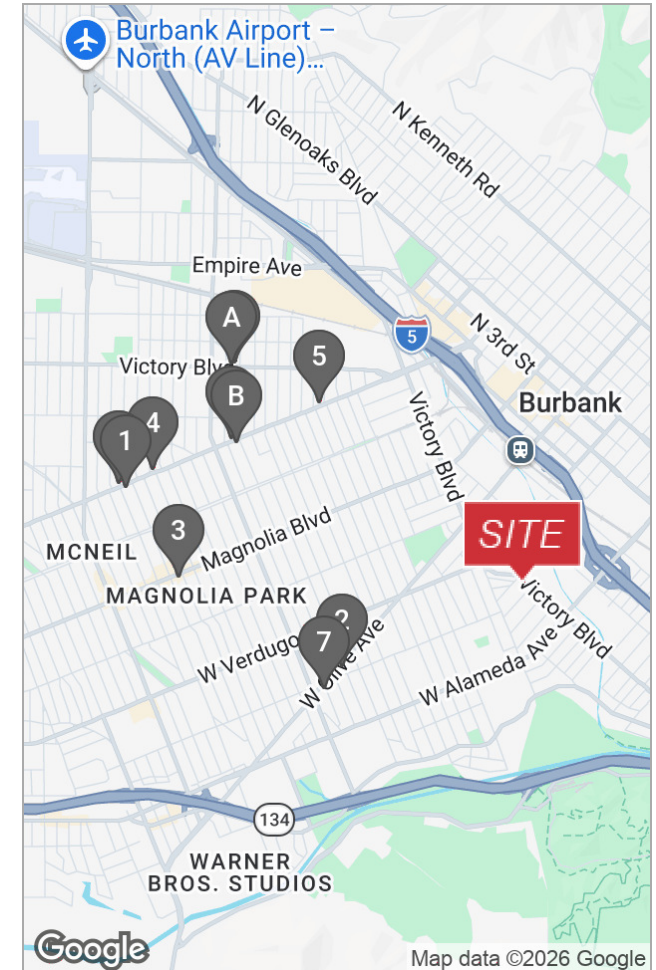 Burbank Airport –
North (AV Line)...
N Glenoaks Blvd
N Kenneth Rd
Empire Ave
A
5
5
N 3rd St
Victory Blv
B
Burbank
4
1
Victory Blvd
SITE
3
Magnolia Blvd
MCNEIL
MAGNOLIA PARK
Victory Blvd
2
7
W Verdugo
W Olive Ave
W Alameda Ave
134
WARNER
BROS. STUDIOS
Google
Map data ©2026 Google